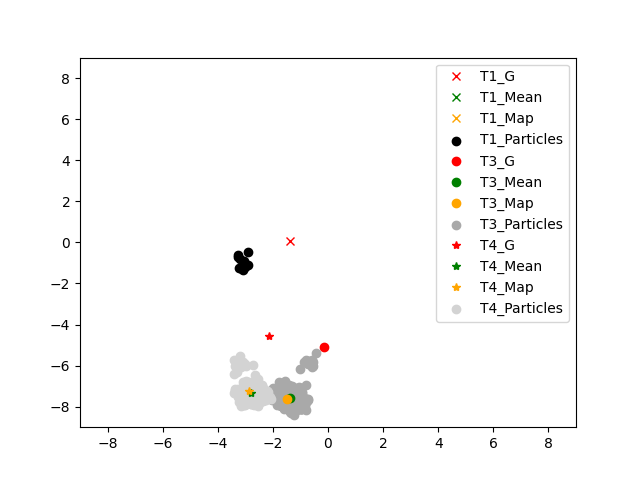 8
6
4
2
0
−2
−4
−6
−8
−8 −6 −4 −2 0 2 4 6 8
T1_G
T1_Mean
T1_Map
T1_Particles
T3_G
T3_Mean
T3_Map
T3_Particles
T4_G
T4_Mean
T4_Map
T4_Particles